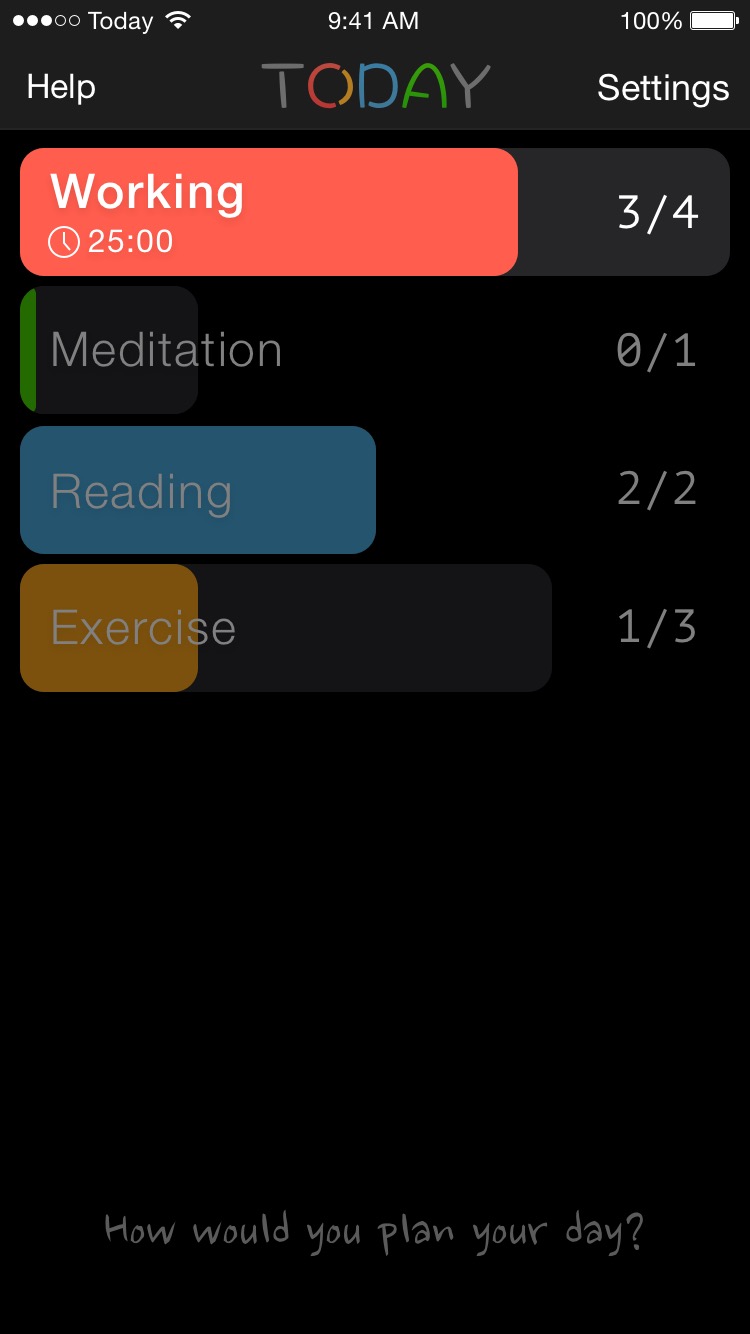 Today 9:41 AM 100%
Help TODAY Settings
Working 3/4
25:00
Meditation 0/1
Reading 2/2
Exercise 1/3
How would you plan your day?